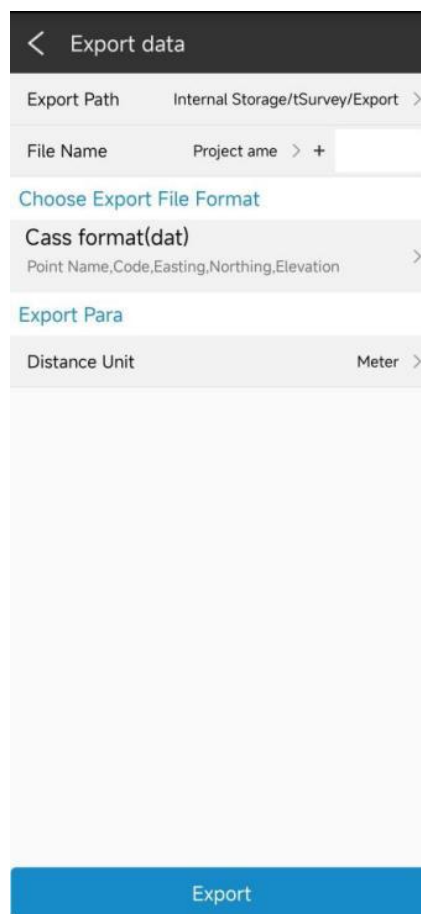 Export data
Export Path Internal Storage/tSurvey/Export
File Name Project ame +
Choose Export File Format
Cass format(dat)
Point Name,Code,Easting,Northing,Elevation
Export Para
Distance Unit Meter
Export